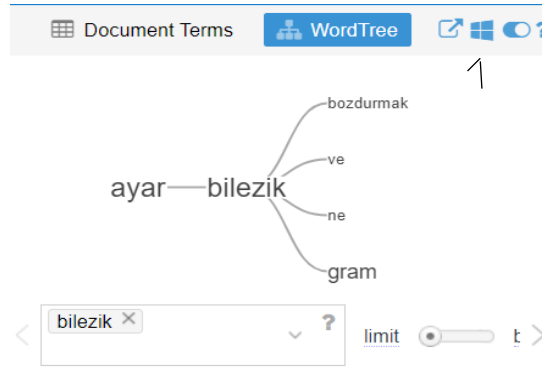 Document Terms WordTree ?
bozdurmak
ve
ayar bilezik
ne
gram
bilezik × ?
limit